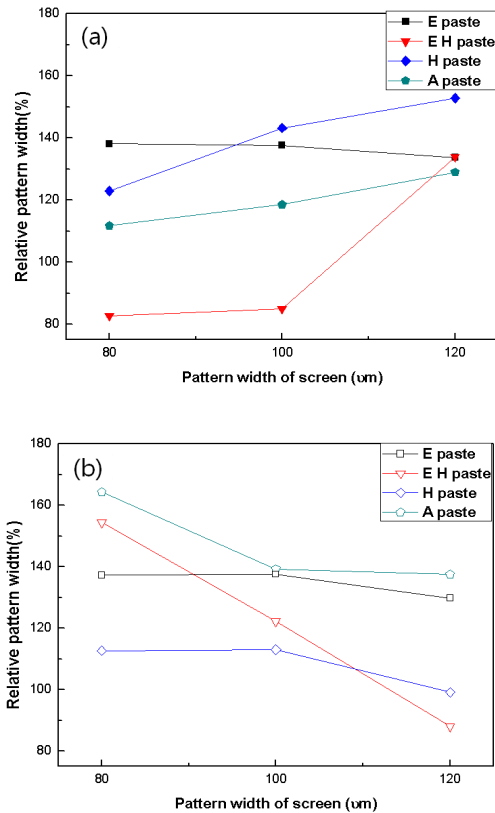 (a)
E paste
E H paste
H paste
A paste
Relative pattern width(%)
180
160
140
120
100
80
80
100
120
Pattern width of screen (υm)
(b)
E paste
E H paste
H paste
A paste
Relative pattern width(%)
180
160
140
120
100
80
80
100
120
Pattern width of screen (υm)